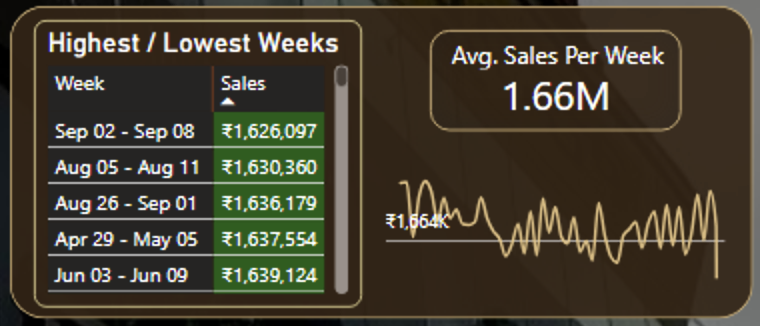 Highest / Lowest Weeks
Week Sales
Sep 02 - Sep 08 ₹1,626,097
Aug 05 - Aug 11 ₹1,630,360
Aug 26 - Sep 01 ₹1,636,179
Apr 29 - May 05 ₹1,637,554
Jun 03 - Jun 09 ₹1,639,124
Avg. Sales Per Week
1.66M
₹1,664K